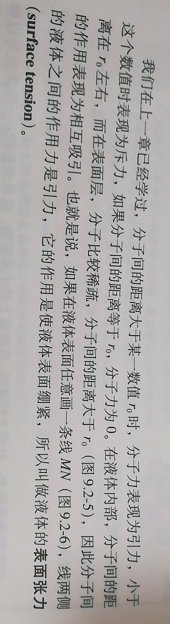 我们在上一章已经学过，分子间的距离大于某一数值 r₀ 时，分子力表现为引力，小于
这个数值时表现为斥力，如果分子间的距离等于 r₀，分子力为0。在液体内部，分子间的距
离在 r₀ 左右，而在表面层，分子比较稀疏，分子间的距离大于 r₀（图9.2-5），因此分子间
的作用表现为相互吸引。也就是说，如果在液体表面任意画一条线MN（图9.2-6），线两侧
的液体之间的作用力是引力，它的作用是使液体表面绷紧，所以叫做液体的表面张力
（surface tension）。